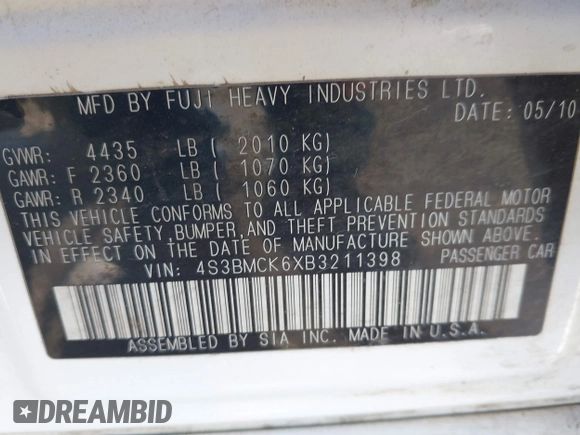 MFD BY FUJI HEAVY INDUSTRIES LTD.
DATE: 05/10
GVWR: 4435 LB ( 2010 KG)
GAWR: F 2360 LB ( 1070 KG)
GAWR: R 2340 LB ( 1060 KG)
THIS VEHICLE CONFORMS TO ALL APPLICABLE FEDERAL MOTOR
VEHICLE SAFETY, BUMPER, AND THEFT PREVENTION STANDARDS
IN EFFECT ON THE DATE OF MANUFACTURE SHOWN ABOVE.
VIN: 4S3BMCK6XB3211398 PASSENGER CAR
ASSEMBLED BY SIA INC. MADE IN U.S.A.
DREAMBID